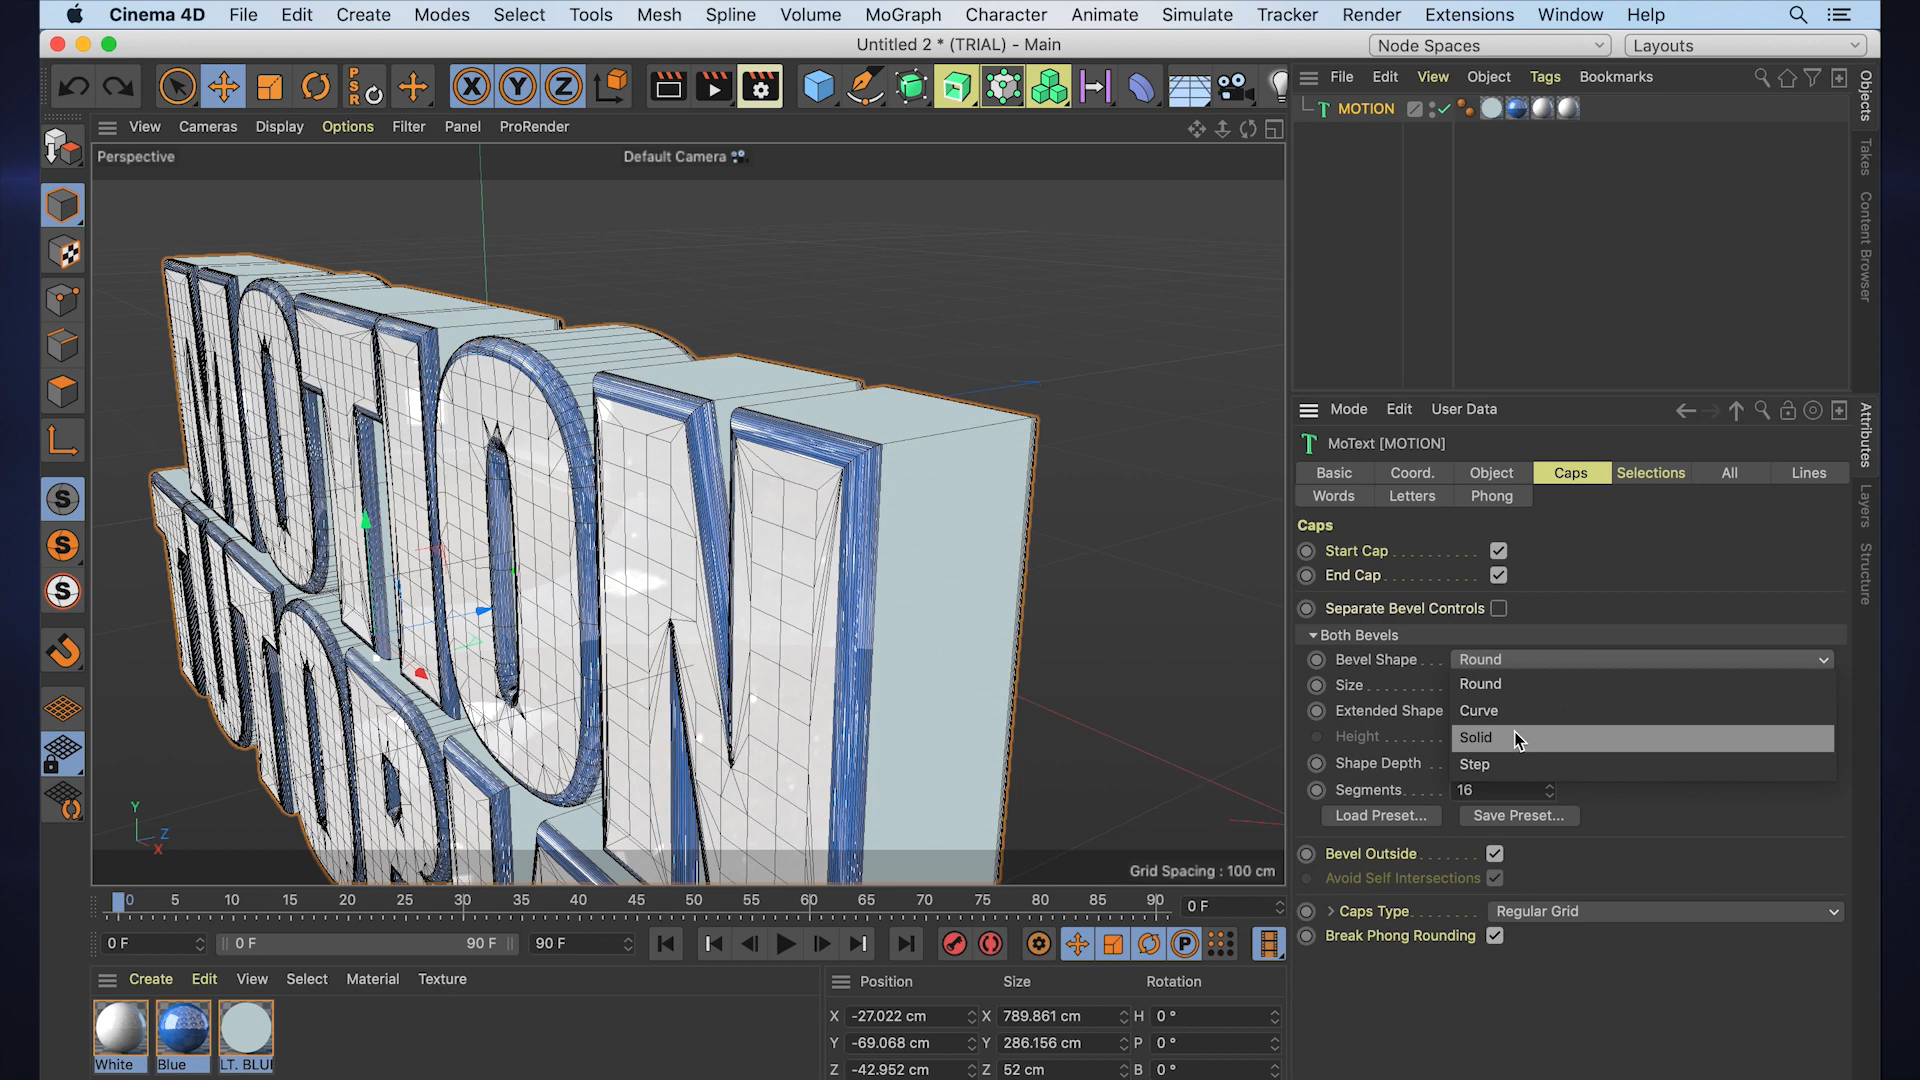 Cinema 4D File Edit Create Modes Select Tools Mesh Spline Volume MoGraph Character Animate Simulate Tracker Render Extensions Window Help
Untitled 2 * (TRIAL) - Main
Node Spaces
Layouts
PSR
X Y Z
File Edit View Object Tags Bookmarks
MOTION
View Cameras Display Options Filter Panel ProRender
Perspective
Default Camera
MOTION
Grid Spacing : 100 cm
Y
Z
X
S
S
S
Objects
Takes
Content Browser
Attributes
Layers
Structure
Mode Edit User Data
MoText [MOTION]
Basic Coord. Object Caps Selections All Lines
Words Letters Phong
Caps
Start Cap
End Cap
Separate Bevel Controls
Both Bevels
Bevel Shape Round
Size Round
Extended Shape Curve
Height Solid
Shape Depth Step
Segments 16
Load Preset... Save Preset...
Bevel Outside
Avoid Self Intersections
Caps Type Regular Grid
Break Phong Rounding
0 5 10 15 20 25 30 35 40 45 50 55 60 65 70 75 80 85 90 0 F
0 F 0 F 90 F 90 F
P
Create Edit View Select Material Texture
White Blue LT. BLUI
Position Size Rotation
X -27.022 cm X 789.861 cm H 0 °
Y -69.068 cm Y 286.156 cm P 0 °
Z -42.952 cm Z 52 cm B 0 °